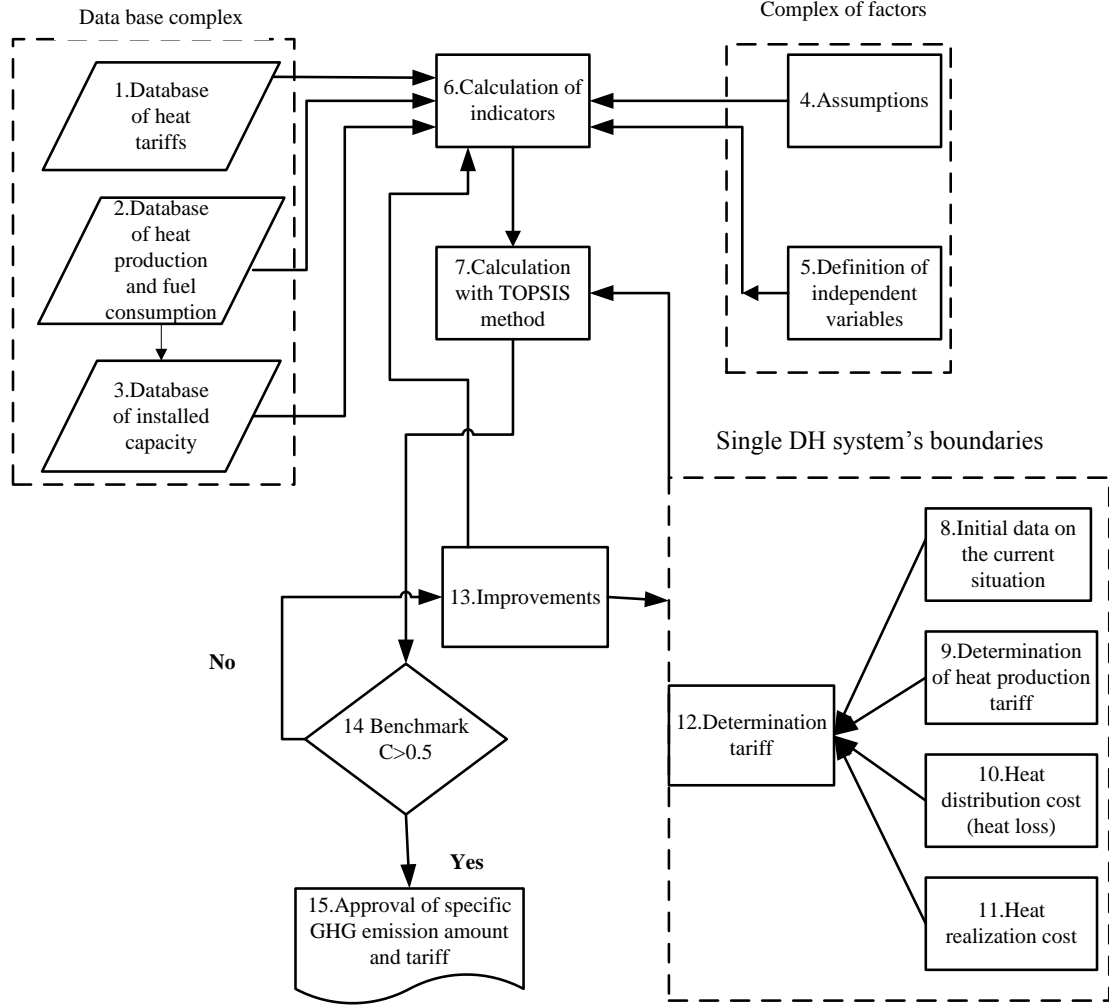 Data base complex
Complex of factors
1.Database
of heat
tariffs
6.Calculation of
indicators
4.Assumptions
2.Database
of heat
production
and fuel
consumption
7.Calculation
with TOPSIS
method
5.Definition of
independent
variables
3.Database
of installed
capacity
Single DH system’s boundaries
8.Initial data on
the current
situation
13.Improvements
No
9.Determination
of heat production
tariff
12.Determination
tariff
14 Benchmark
C>0.5
10.Heat
distribution cost
(heat loss)
Yes
15.Approval of specific
GHG emission amount
and tariff
11.Heat
realization cost